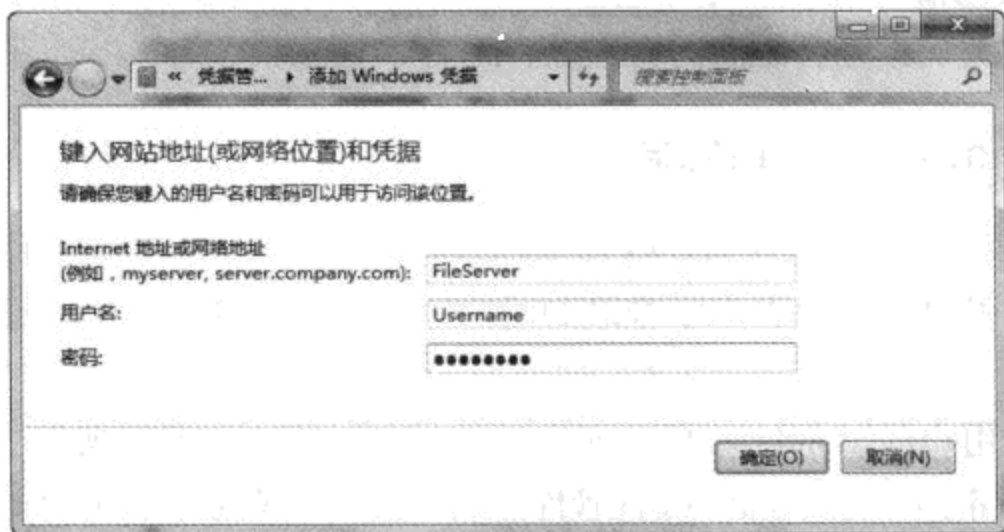 « 凭据管... ▸ 添加 Windows 凭据
搜索控制面板
键入网站地址(或网络位置)和凭据
请确保您键入的用户名和密码可以用于访问该位置。
Internet 地址或网络地址
(例如，myserver, server.company.com): FileServer
用户名: Username
密码: ●●●●●●●●
确定(O) 取消(N)